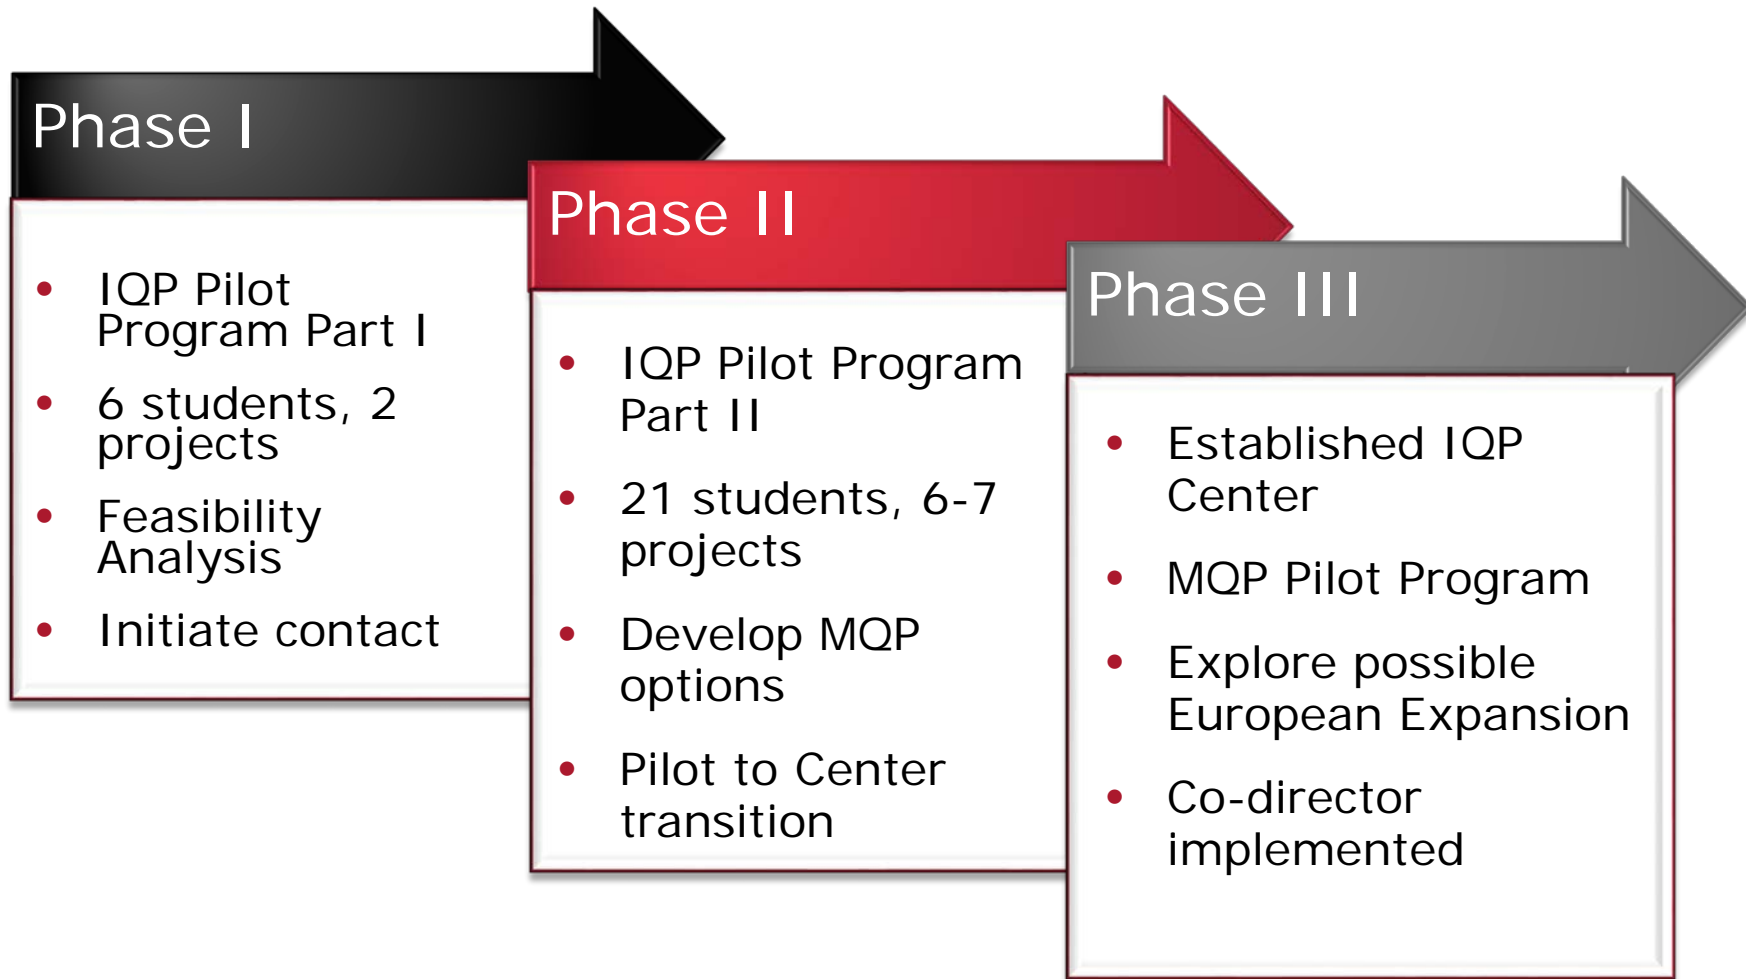 Phase I
• IQP Pilot
Program Part I
• 6 students, 2
projects
• Feasibility
Analysis
• Initiate contact
Phase II
• IQP Pilot Program
Part II
• 21 students, 6-7
projects
• Develop MQP
options
• Pilot to Center
transition
Phase III
• Established IQP
Center
• MQP Pilot Program
• Explore possible
European Expansion
• Co-director
implemented